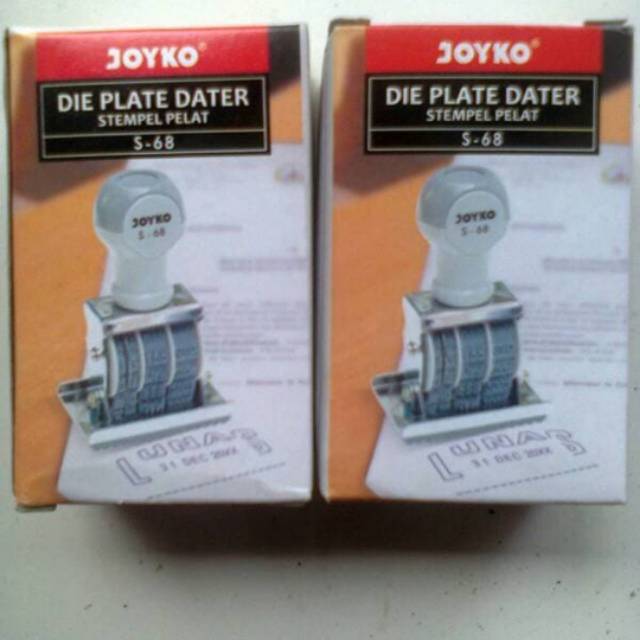 JOYKO®
DIE PLATE DATER
STEMPEL PELAT
S-68
JOYKO
S-68
LUNAS
31 DEC 20XX
JOYKO®
DIE PLATE DATER
STEMPEL PELAT
S-68
JOYKO
S-68
LUNAS
31 DEC 20XX